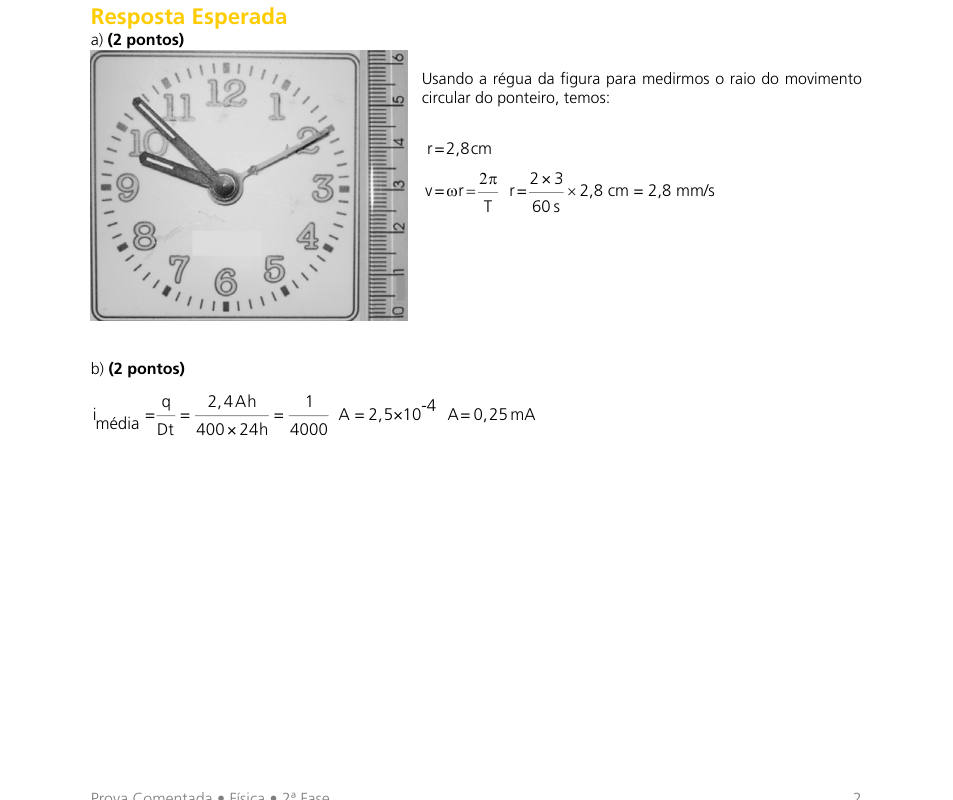 Resposta Esperada
a) (2 pontos)
12
11
1
10
2
9
3
8
4
7
5
6
6
5
4
3
2
1
0
Usando a régua da figura para medirmos o raio do movimento
circular do ponteiro, temos:
r=2,8cm
v=ωr= 2π/T r= 2×3/60s × 2,8 cm = 2,8 mm/s
b) (2 pontos)
i média = q/Dt = 2,4Ah/400×24h = 1/4000 A = 2,5×10^-4 A=0,25mA
Prova Comentada • Física • 2ª Fase 2